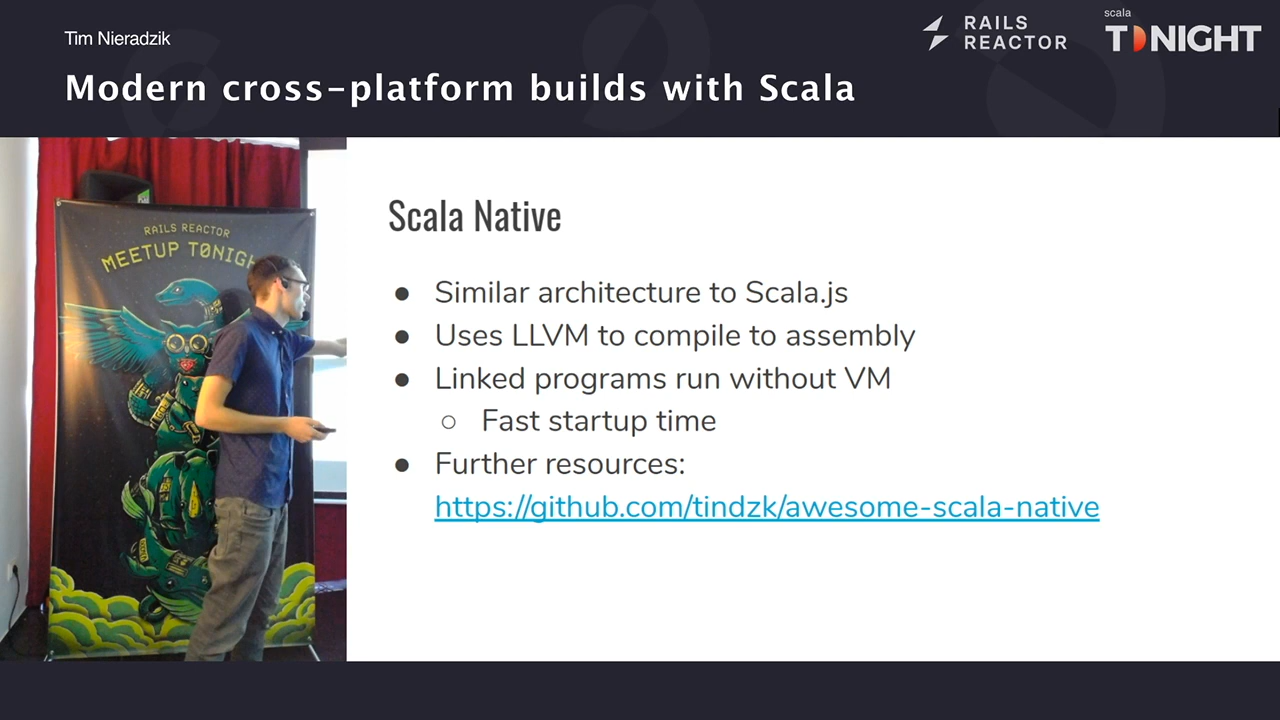 Tim Nieradzik
Modern cross-platform builds with Scala
RAILS
REACTOR
scala
TONIGHT
RAILS REACTOR
MEETUP TØNIGH
Scala Native
● Similar architecture to Scala.js
● Uses LLVM to compile to assembly
● Linked programs run without VM
○ Fast startup time
● Further resources:
https://github.com/tindzk/awesome-scala-native